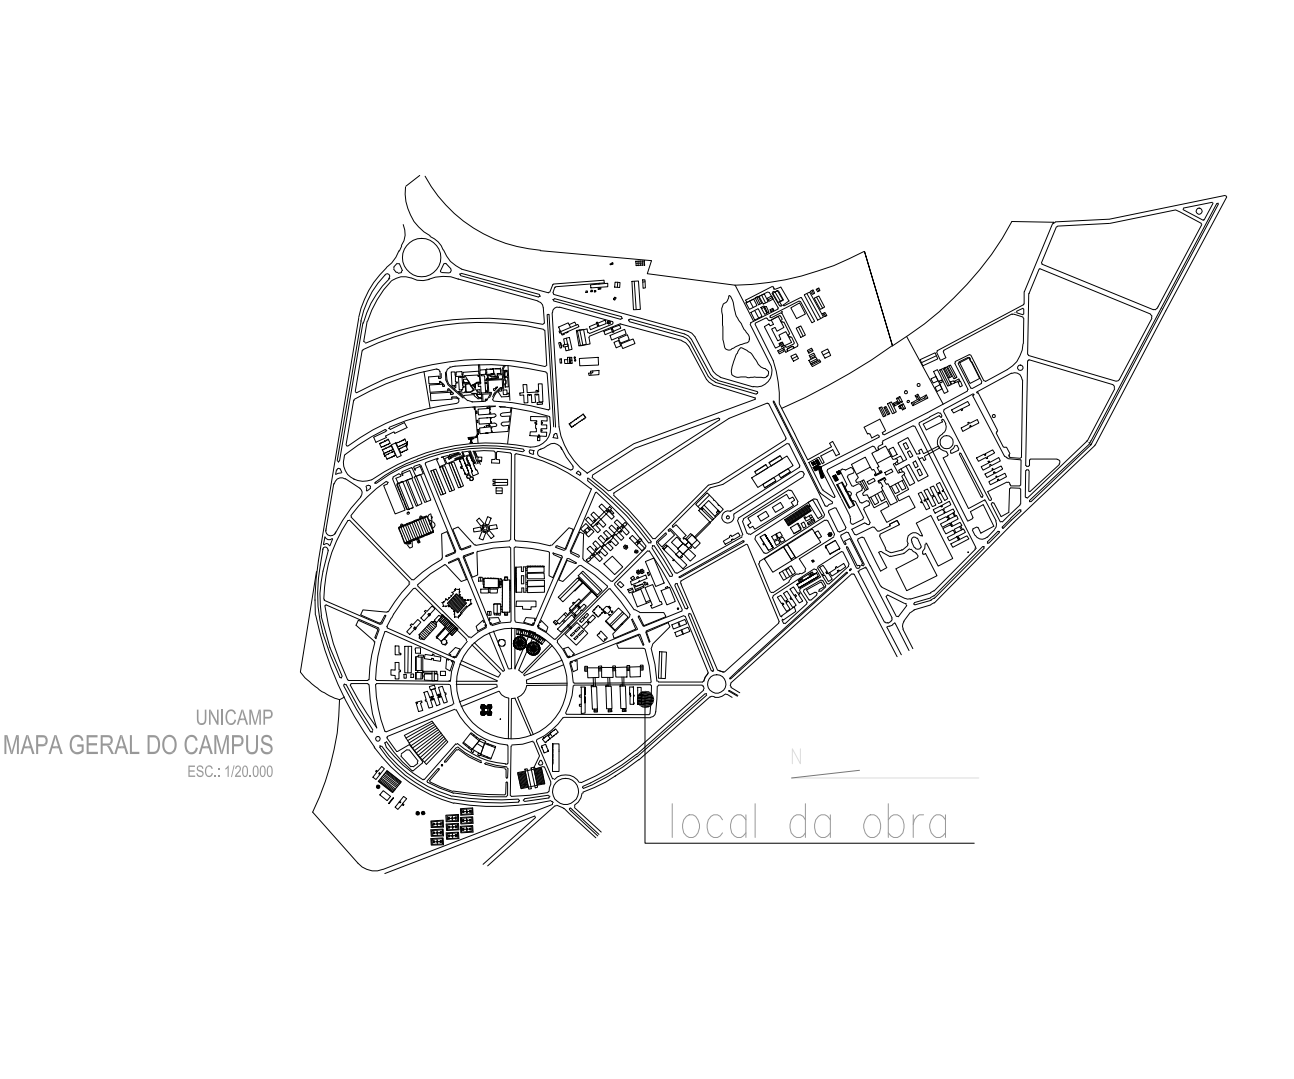 UNICAMP
MAPA GERAL DO CAMPUS
ESC.: 1/20.000
N
local da obra